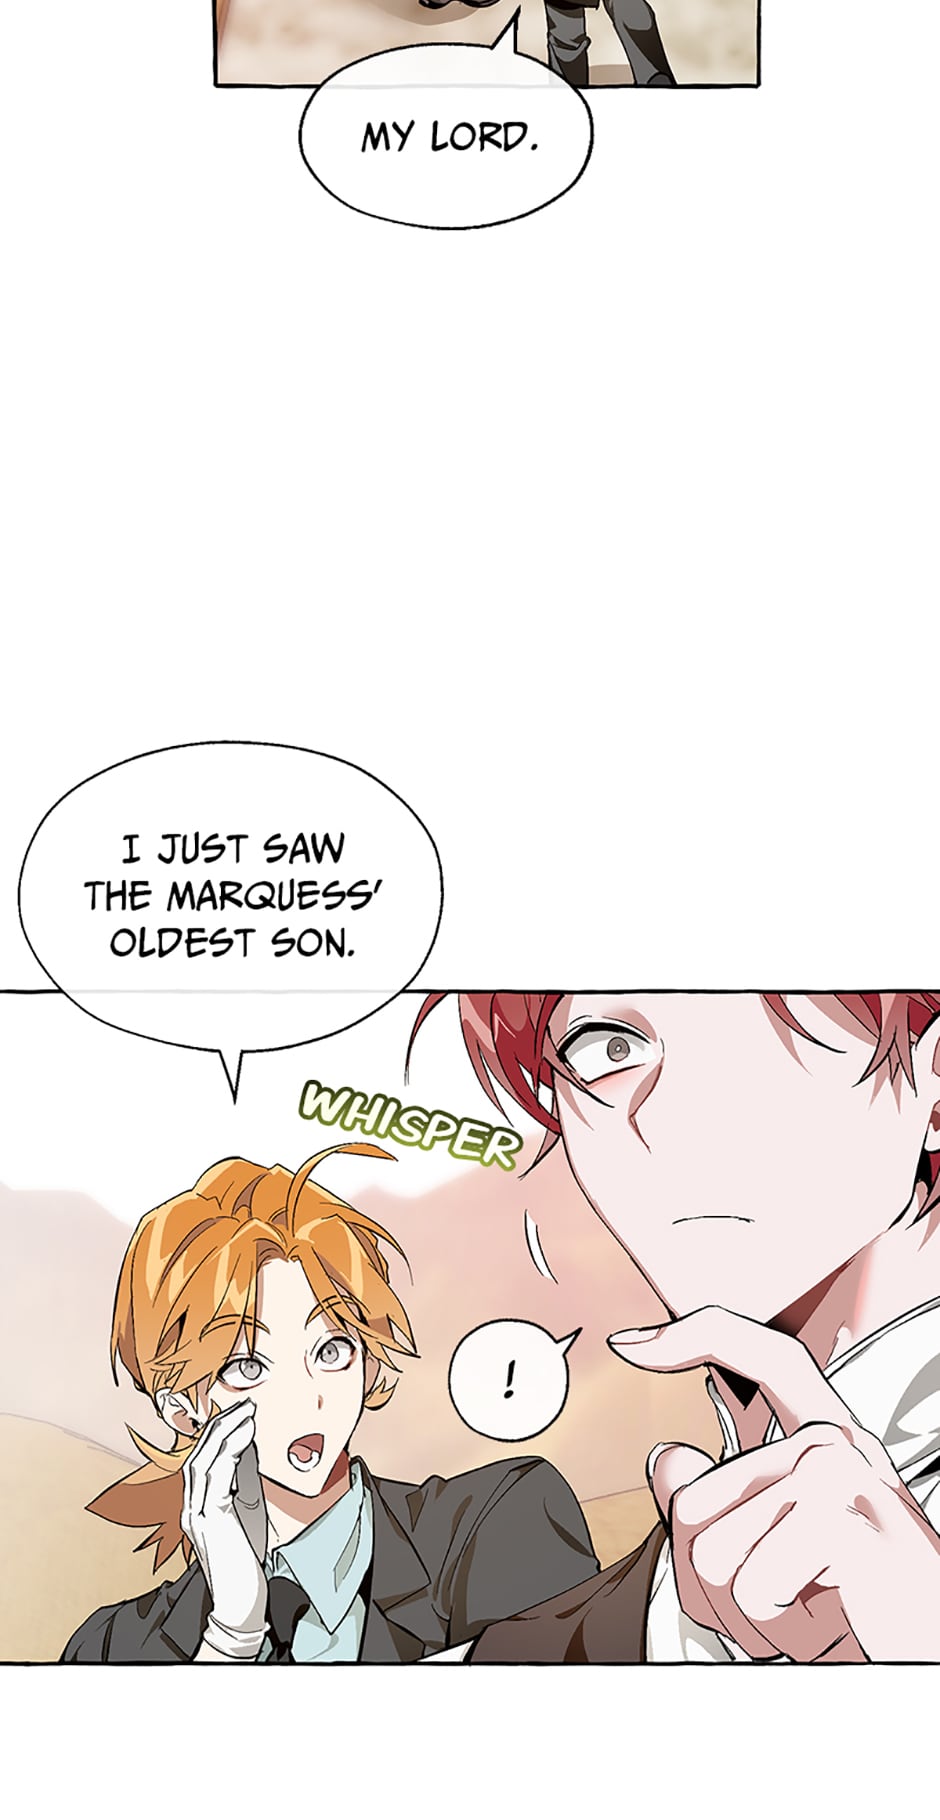 MY LORD.
I JUST SAW
THE MARQUESS'
OLDEST SON.
WHISPER
!